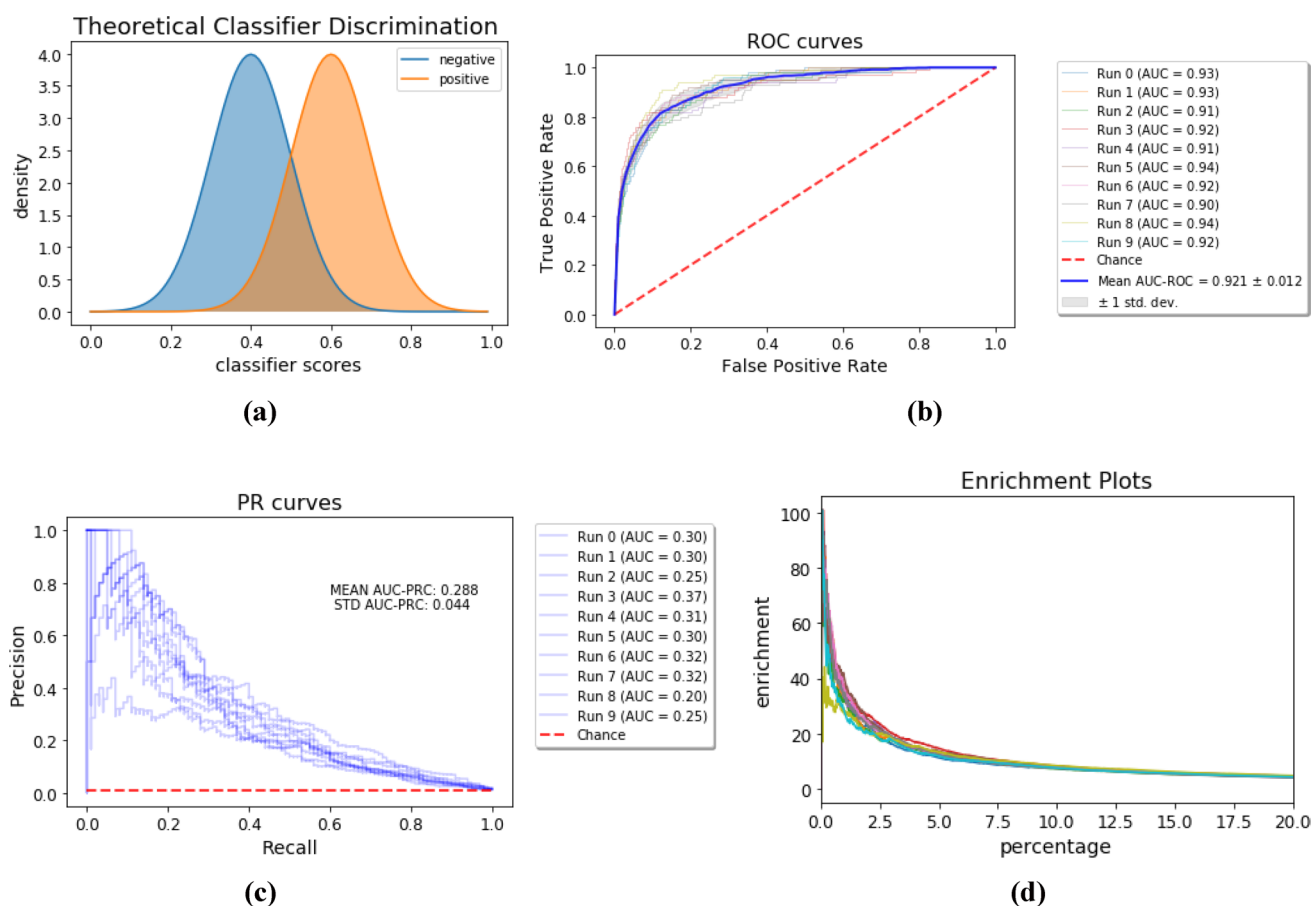 Theoretical Classifier Discrimination
4.0
3.5
3.0
2.5
2.0
1.5
1.0
0.5
0.0
density
negative
positive
0.0 0.2 0.4 0.6 0.8 1.0
classifier scores
(a)
ROC curves
1.0
0.8
0.6
0.4
0.2
0.0
True Positive Rate
0.0 0.2 0.4 0.6 0.8 1.0
False Positive Rate
Run 0 (AUC = 0.93)
Run 1 (AUC = 0.93)
Run 2 (AUC = 0.91)
Run 3 (AUC = 0.92)
Run 4 (AUC = 0.91)
Run 5 (AUC = 0.94)
Run 6 (AUC = 0.92)
Run 7 (AUC = 0.90)
Run 8 (AUC = 0.94)
Run 9 (AUC = 0.92)
Chance
Mean AUC-ROC = 0.921 ± 0.012
± 1 std. dev.
(b)
PR curves
1.0
0.8
0.6
0.4
0.2
0.0
Precision
MEAN AUC-PRC: 0.288
STD AUC-PRC: 0.044
0.0 0.2 0.4 0.6 0.8 1.0
Recall
Run 0 (AUC = 0.30)
Run 1 (AUC = 0.30)
Run 2 (AUC = 0.25)
Run 3 (AUC = 0.37)
Run 4 (AUC = 0.31)
Run 5 (AUC = 0.30)
Run 6 (AUC = 0.32)
Run 7 (AUC = 0.32)
Run 8 (AUC = 0.20)
Run 9 (AUC = 0.25)
Chance
(c)
Enrichment Plots
100
80
60
40
20
0
enrichment
0.0 2.5 5.0 7.5 10.0 12.5 15.0 17.5 20.0
percentage
(d)